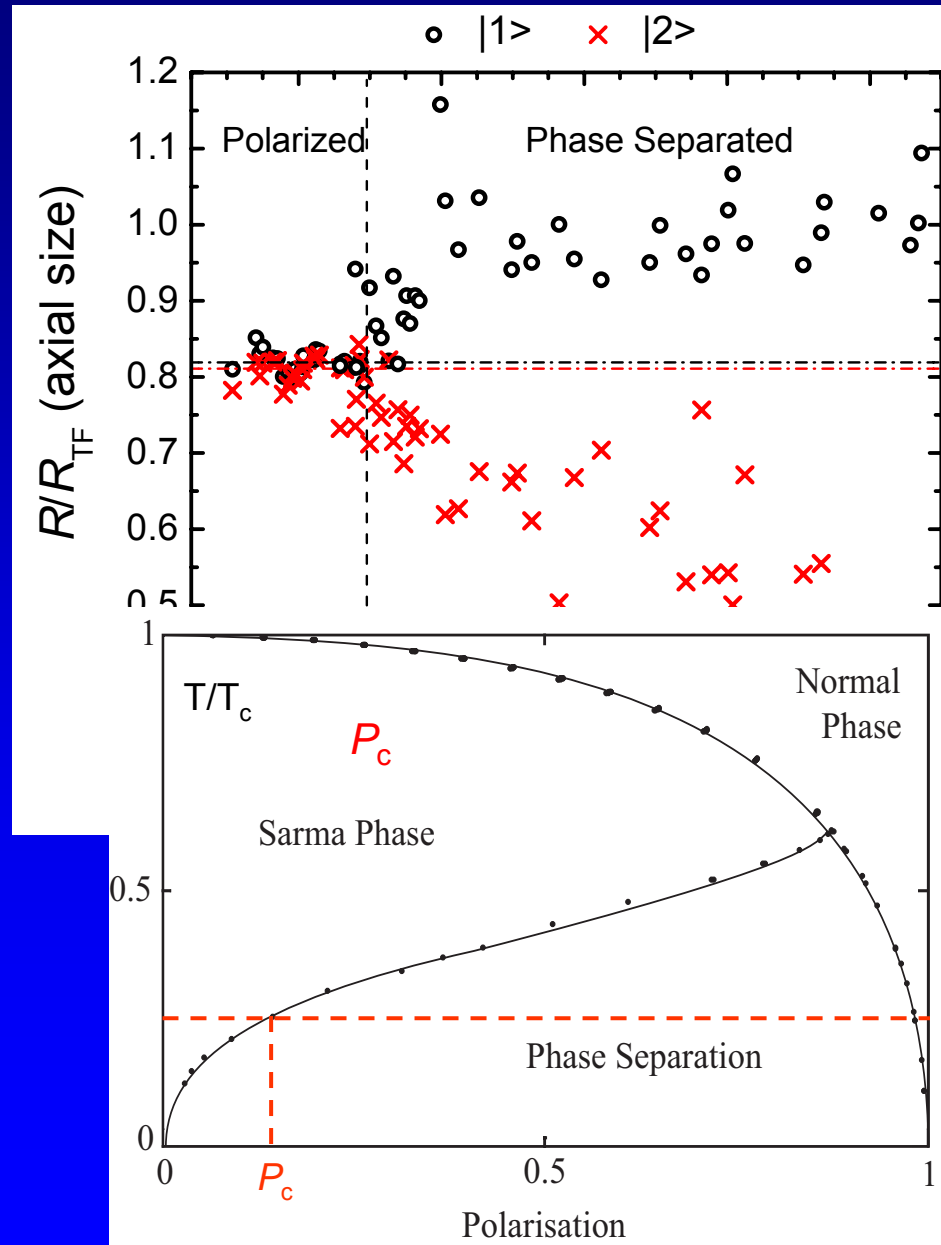 |1> |2>
1.2
Polarized Phase Separated
1.1
1.0
0.9
0.8
0.7
0.6
0.5
R/R_TF (axial size)
1
T/T_c
Normal
Phase
P_c
Sarma Phase
0.5
Phase Separation
0
0 P_c 0.5 1
Polarisation